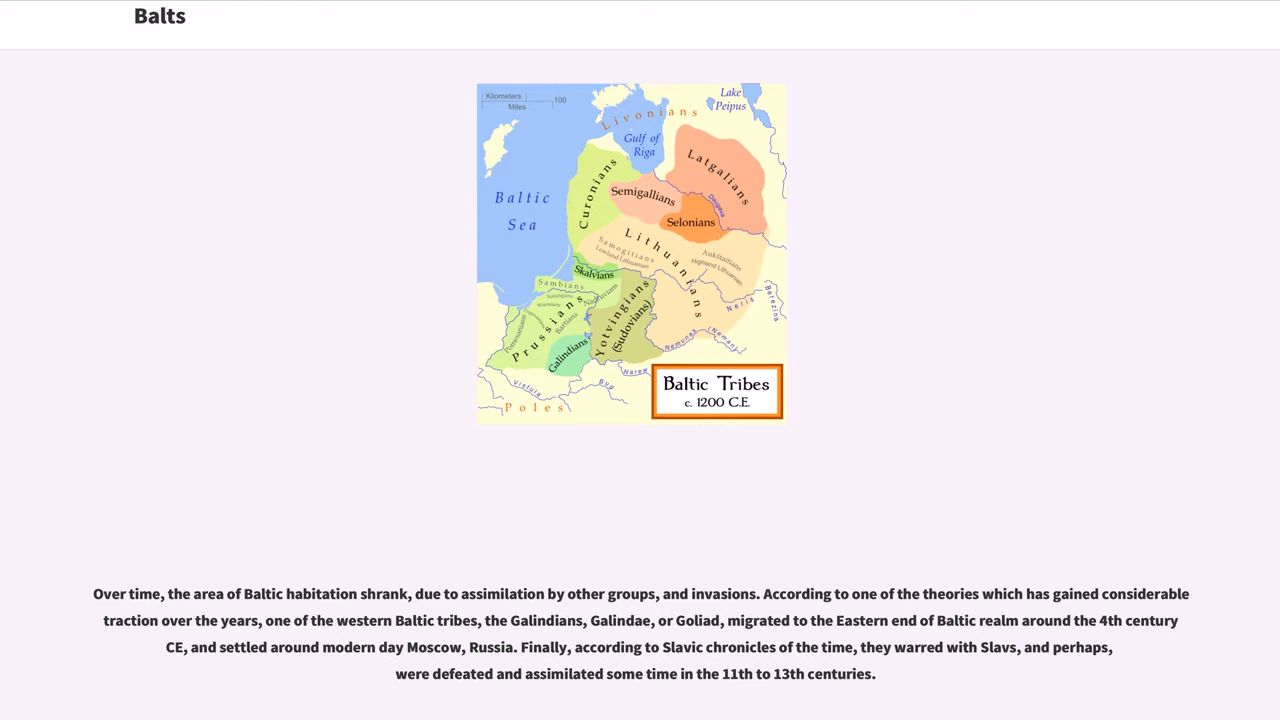 Balts
Kilometers
100
Miles
Lake
Peipus
Livonians
Gulf of
Riga
Latgalians
Curonians
Semigallians
Daugava
Baltic
Sea
Selonians
Lithuanians
Samogitians
Lowland Lithuanian
Aukštaitians
Highland Lithuanian
Skalvians
Sambians
Nadruvians
Berezina
Neris
Prussians
Bartians
Yotvingians
(Sudovians)
Galindians
Nemunas (Neman)
Narew
Vistula
Bug
Poles
Baltic Tribes
c. 1200 C.E.
Over time, the area of Baltic habitation shrank, due to assimilation by other groups, and invasions. According to one of the theories which has gained considerable
traction over the years, one of the western Baltic tribes, the Galindians, Galindae, or Goliad, migrated to the Eastern end of Baltic realm around the 4th century
CE, and settled around modern day Moscow, Russia. Finally, according to Slavic chronicles of the time, they warred with Slavs, and perhaps,
were defeated and assimilated some time in the 11th to 13th centuries.